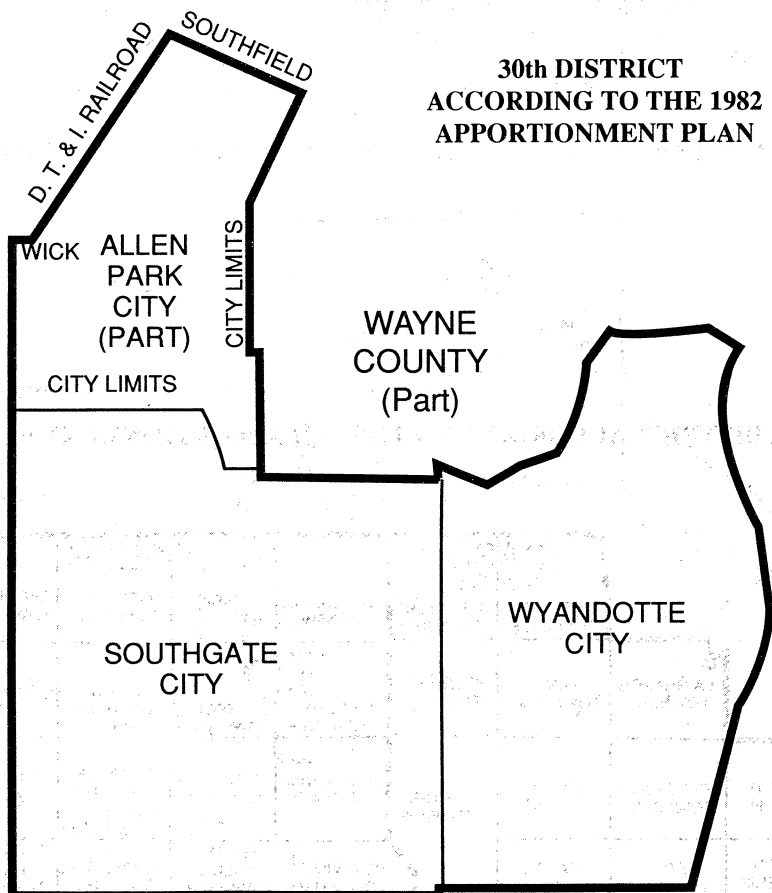 30th DISTRICT
ACCORDING TO THE 1982
APPORTIONMENT PLAN
SOUTHFIELD
D. T. & I. RAILROAD
WICK
ALLEN
PARK
CITY
(PART)
CITY LIMITS
CITY LIMITS
WAYNE
COUNTY
(Part)
SOUTHGATE
CITY
WYANDOTTE
CITY